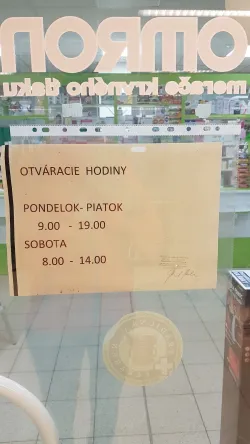 OMRON
merače krvného tlaku
OTVÁRACIE HODINY
PONDELOK-PIATOK
9.00 - 19.00
SOBOTA
8.00 - 14.00